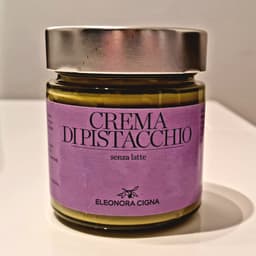 CREMA
DI PISTACCHIO
senza latte
ELEONORA CIGNA